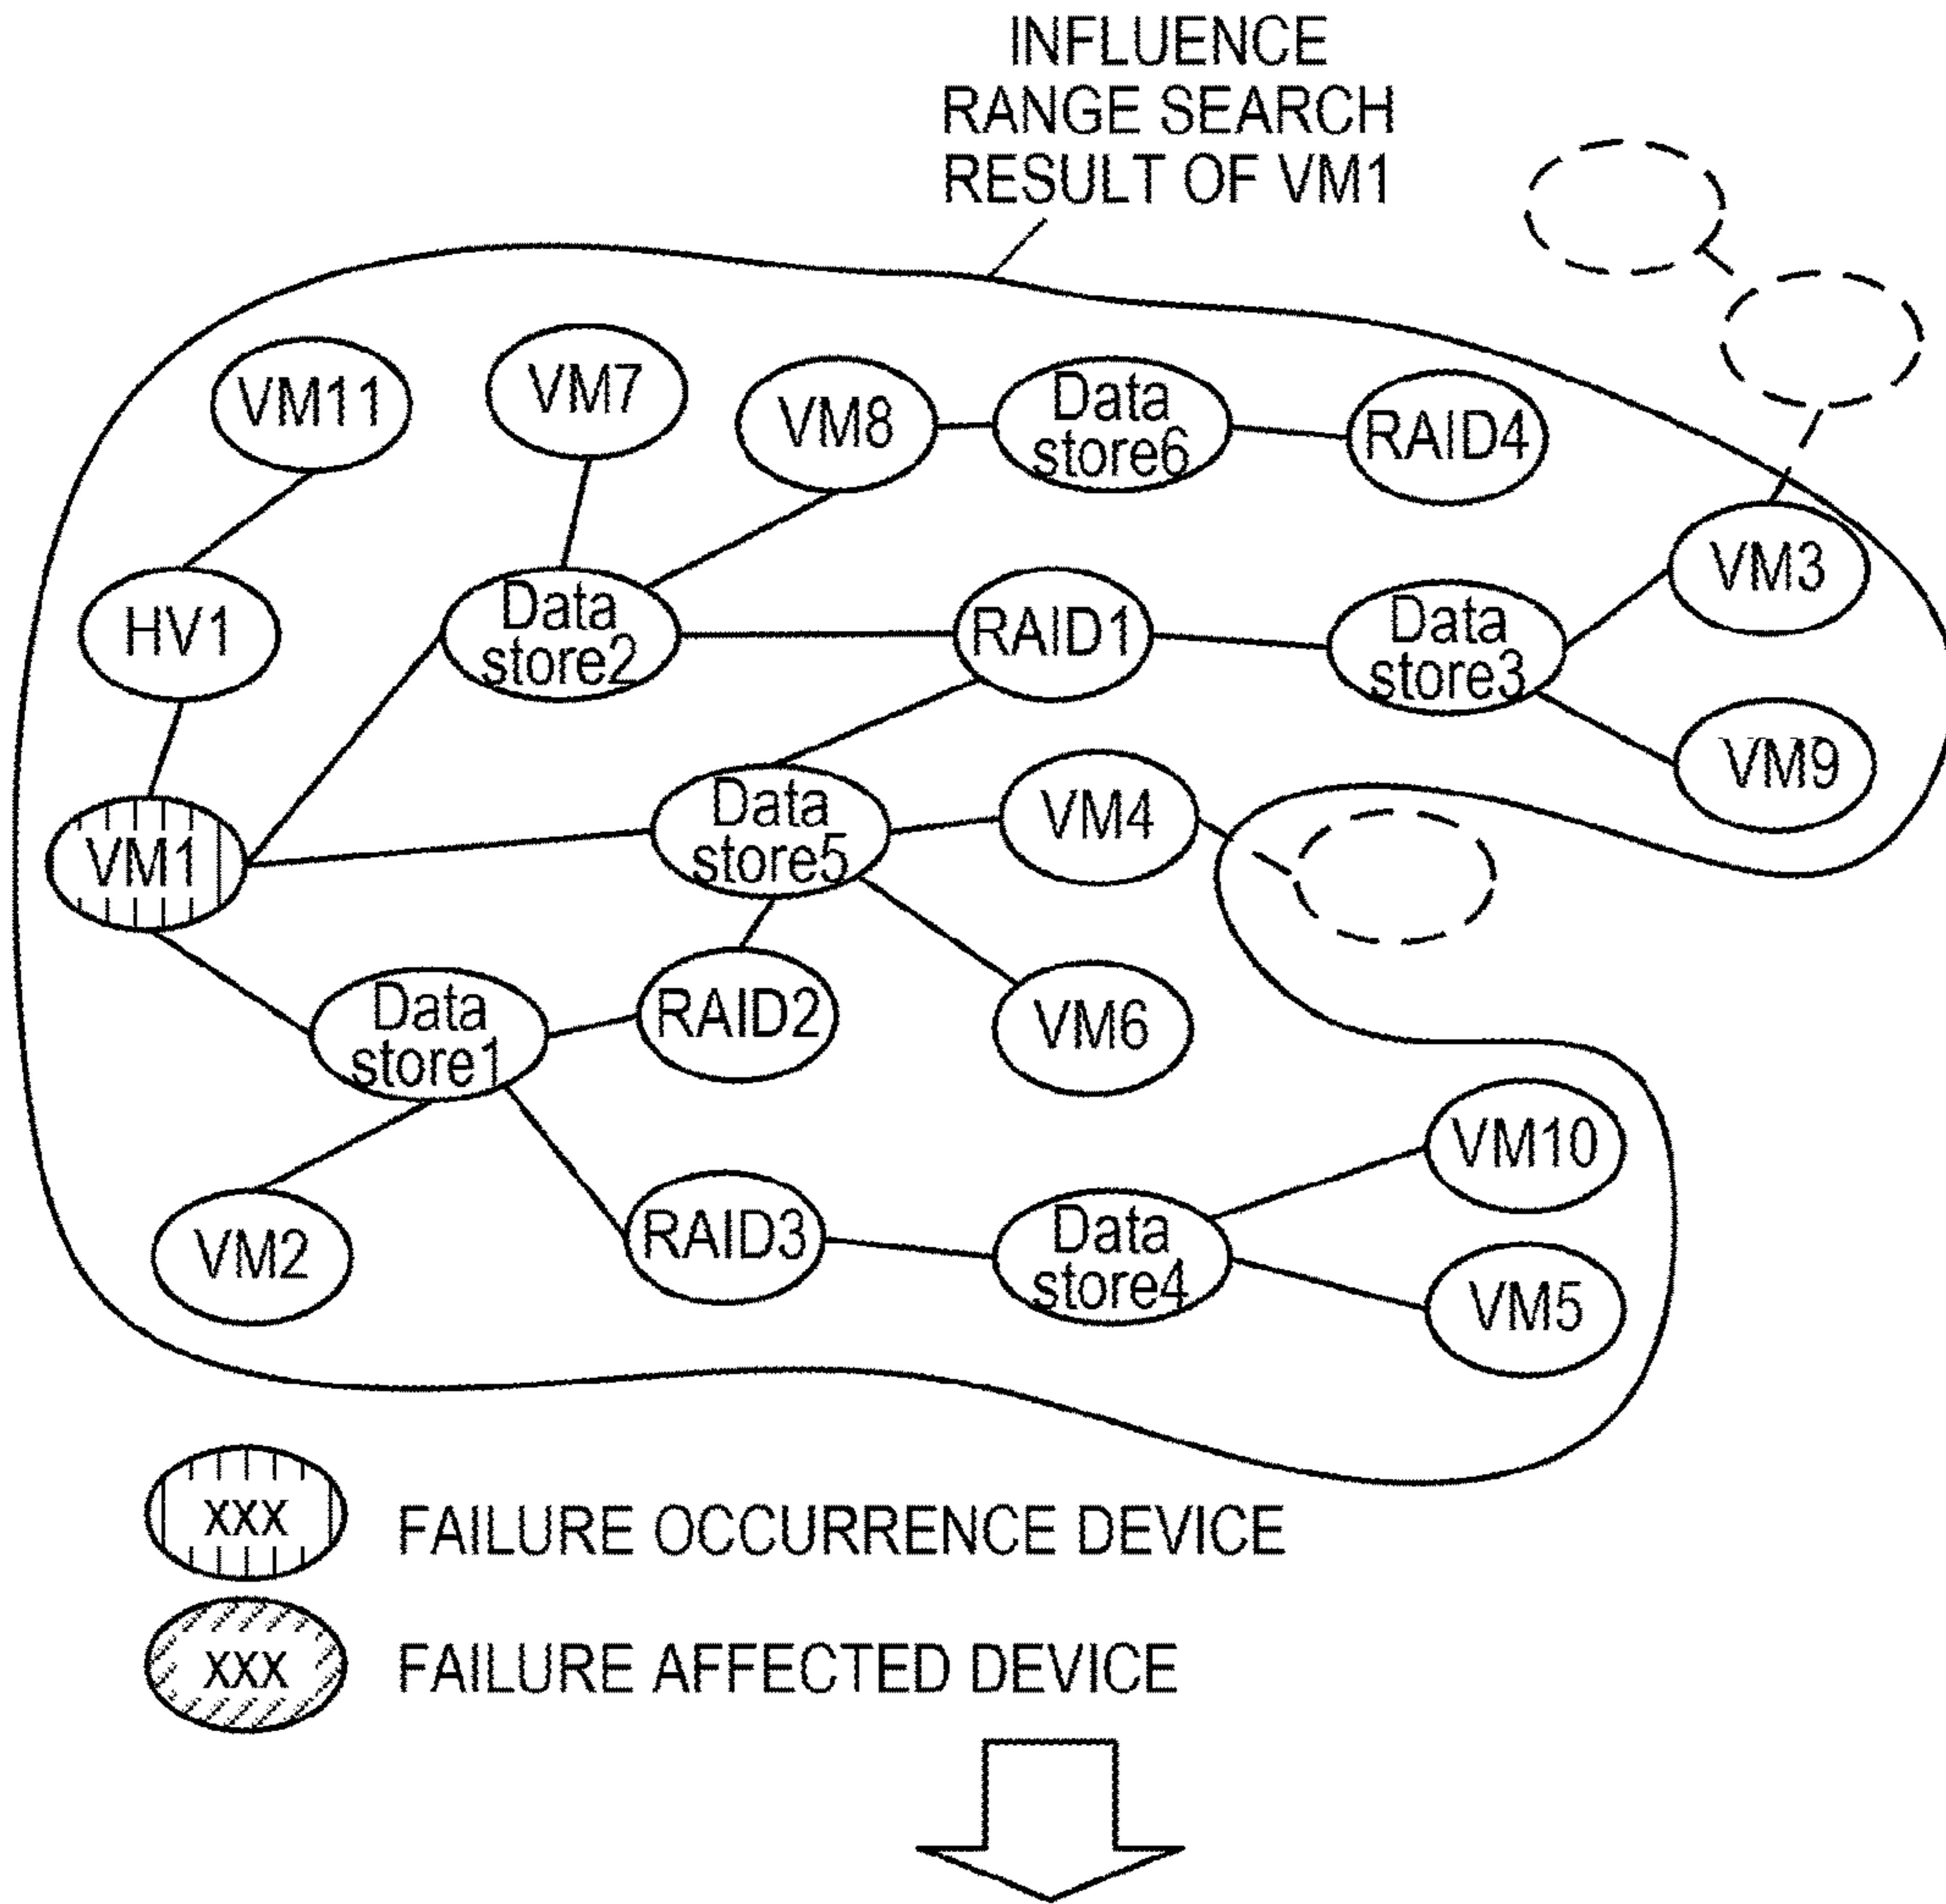 INFLUENCE
RANGE SEARCH
RESULT OF VM1
VM11
VM7
VM8
Data
store6
RAID4
HV1
Data
store2
RAID1
Data
store3
VM3
VM9
VM1
Data
store5
VM4
Data
store1
RAID2
VM6
VM2
RAID3
Data
store4
VM10
VM5
XXX FAILURE OCCURRENCE DEVICE
XXX FAILURE AFFECTED DEVICE